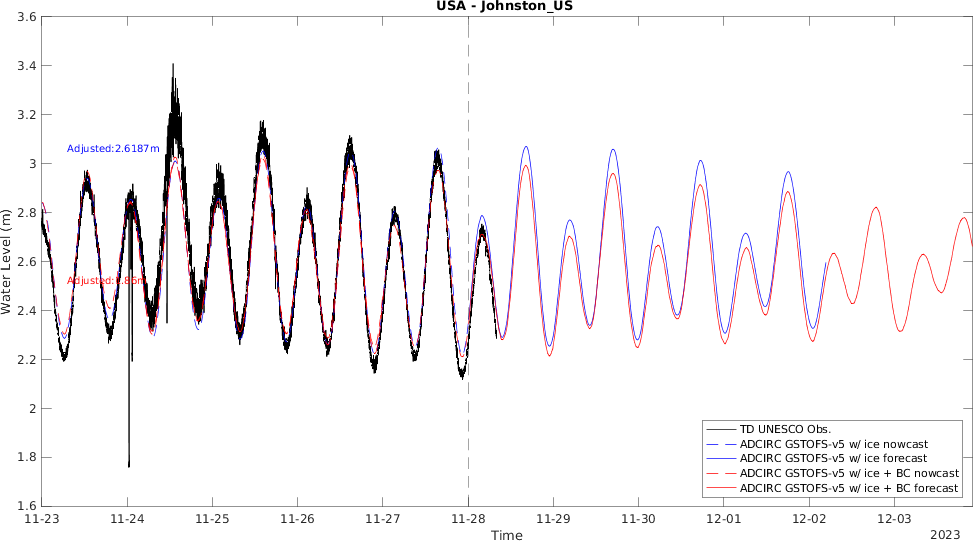 USA - Johnston_US
3.6
3.4
3.2
3
2.8
2.6
2.4
2.2
2
1.8
1.6
Water Level (m)
Adjusted:2.6187m
11-23
11-24
11-25
11-26
11-27
11-28
11-29
11-30
12-01
12-02
12-03
Time
2023
TD UNESCO Obs.
ADCIRC GSTOFS-v5 w/ ice nowcast
ADCIRC GSTOFS-v5 w/ ice forecast
ADCIRC GSTOFS-v5 w/ ice + BC nowcast
ADCIRC GSTOFS-v5 w/ ice + BC forecast